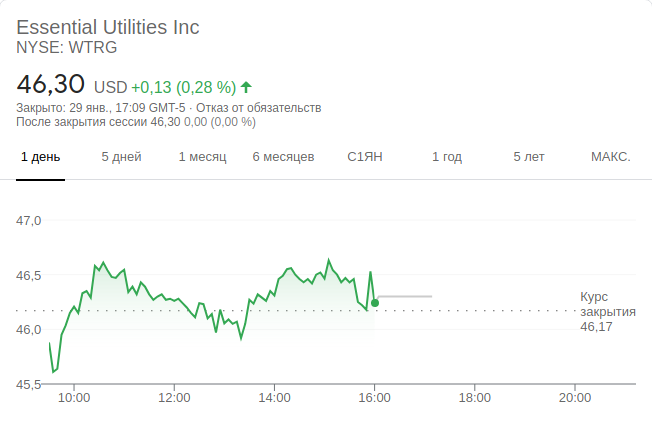 Essential Utilities Inc
NYSE: WTRG
46,30 USD +0,13 (0,28 %)
Закрыто: 29 янв., 17:09 GMT-5 · Отказ от обязательств
После закрытия сессии 46,30 0,00 (0,00 %)
1 день 5 дней 1 месяц 6 месяцев С1ЯН 1 год 5 лет МАКС.
47,0
46,5
Курс
закрытия
46,17
46,0
45,5
10:00 12:00 14:00 16:00 18:00 20:00